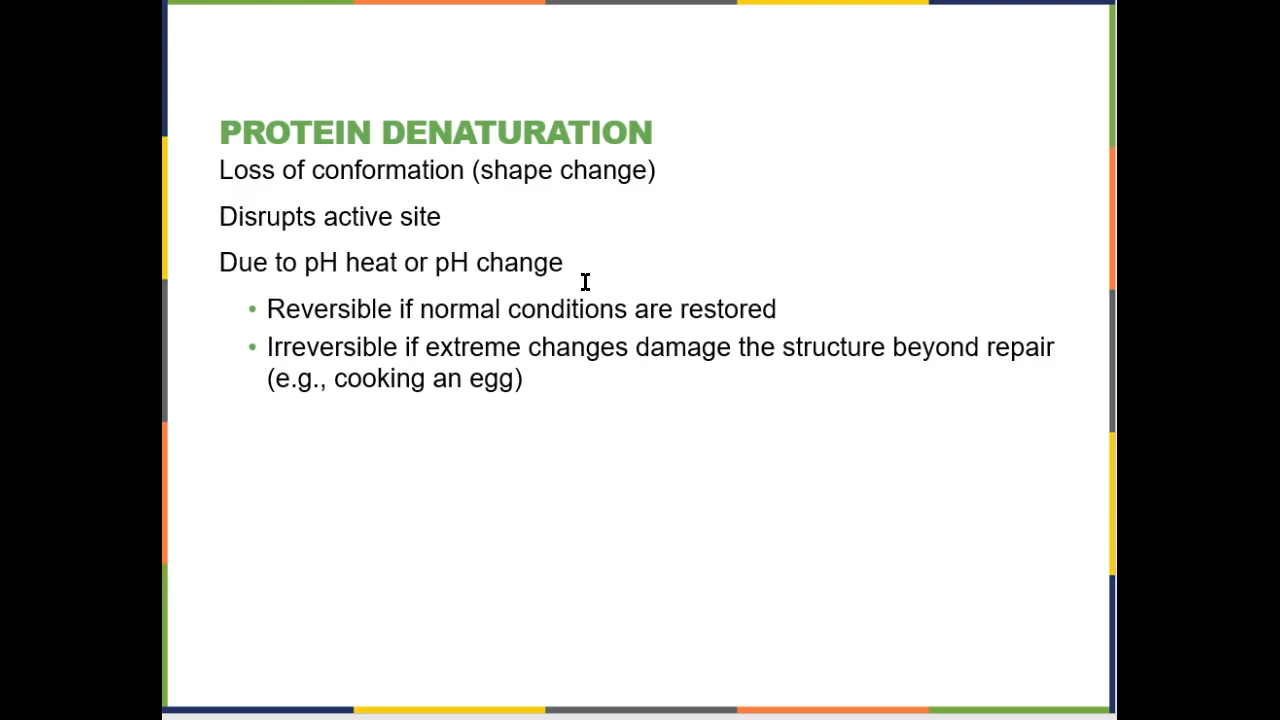 PROTEIN DENATURATION
Loss of conformation (shape change)
Disrupts active site
Due to pH heat or pH change
• Reversible if normal conditions are restored
• Irreversible if extreme changes damage the structure beyond repair
(e.g., cooking an egg)